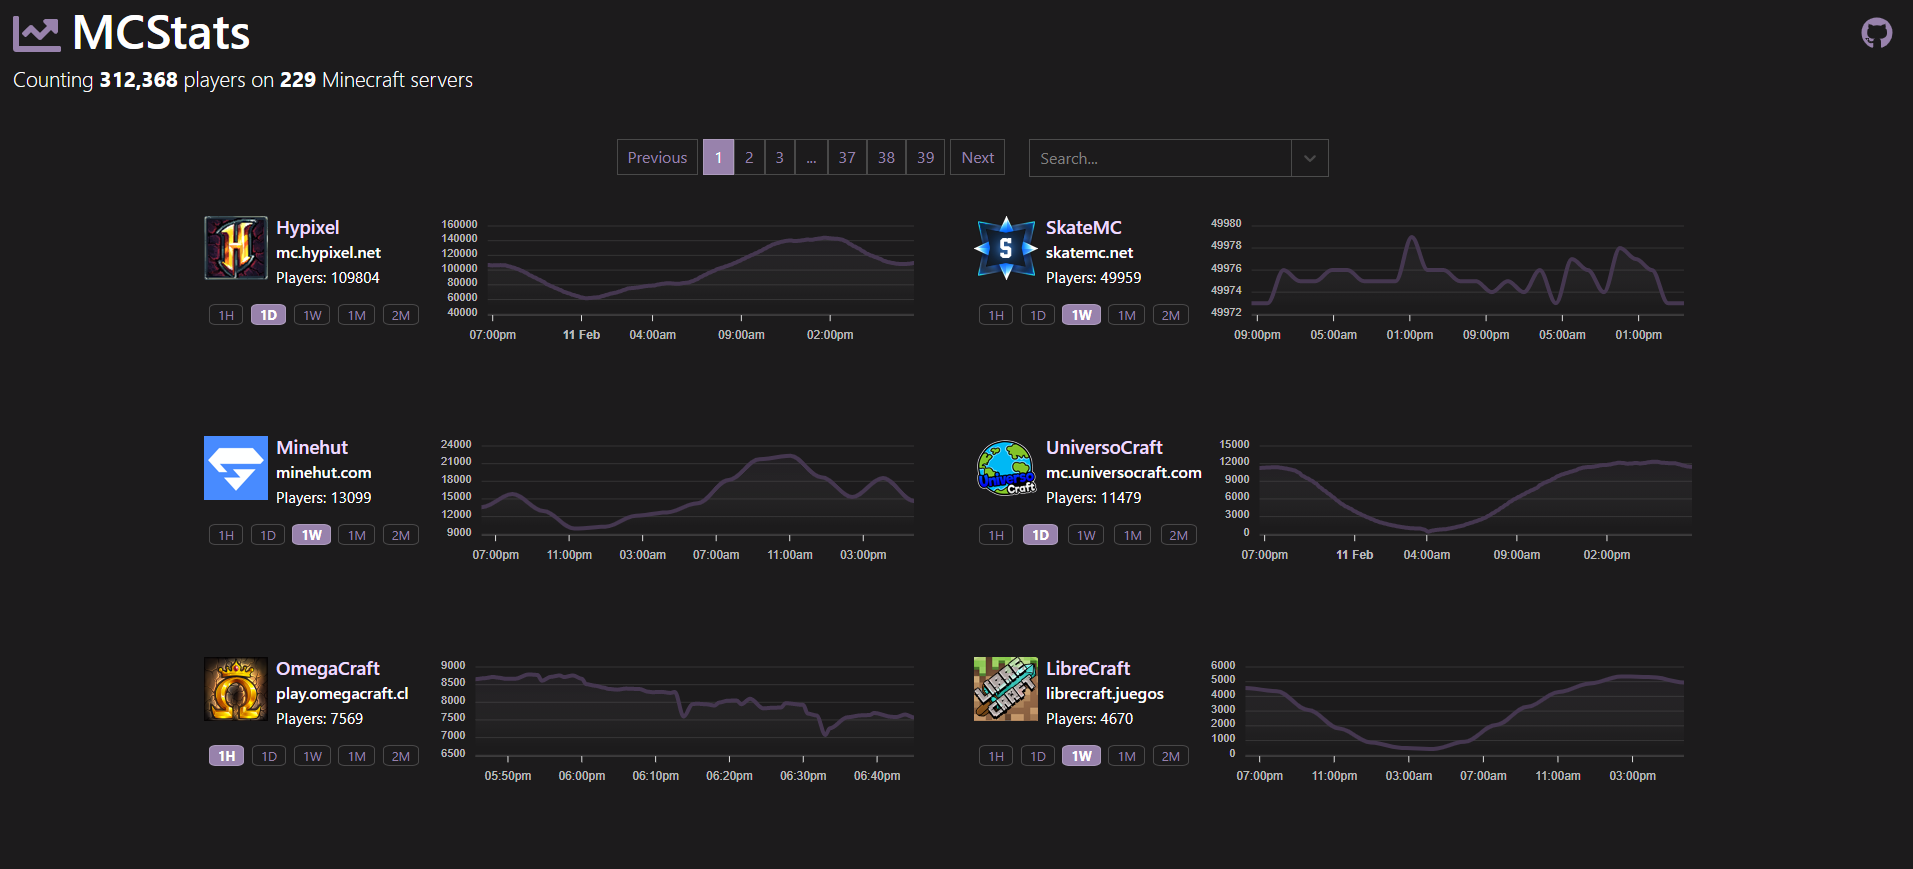 MCStats
Counting 312,368 players on 229 Minecraft servers
Previous 1 2 3 ... 37 38 39 Next
Search...
Hypixel
mc.hypixel.net
Players: 109804
1H 1D 1W 1M 2M
160000
140000
120000
100000
80000
60000
40000
07:00pm 11 Feb 04:00am 09:00am 02:00pm
S
SkateMC
skatemc.net
Players: 49959
1H 1D 1W 1M 2M
49980
49978
49976
49974
49972
09:00pm 05:00am 01:00pm 09:00pm 05:00am 01:00pm
Minehut
minehut.com
Players: 13099
1H 1D 1W 1M 2M
24000
21000
18000
15000
12000
9000
07:00pm 11:00pm 03:00am 07:00am 11:00am 03:00pm
Universo
Craft
UniversoCraft
mc.universocraft.com
Players: 11479
1H 1D 1W 1M 2M
15000
12000
9000
6000
3000
0
07:00pm 11 Feb 04:00am 09:00am 02:00pm
OmegaCraft
play.omegacraft.cl
Players: 7569
1H 1D 1W 1M 2M
9000
8500
8000
7500
7000
6500
05:50pm 06:00pm 06:10pm 06:20pm 06:30pm 06:40pm
LIBRE
CRAFT
LibreCraft
librecraft.juegos
Players: 4670
1H 1D 1W 1M 2M
6000
5000
4000
3000
2000
1000
0
07:00pm 11:00pm 03:00am 07:00am 11:00am 03:00pm